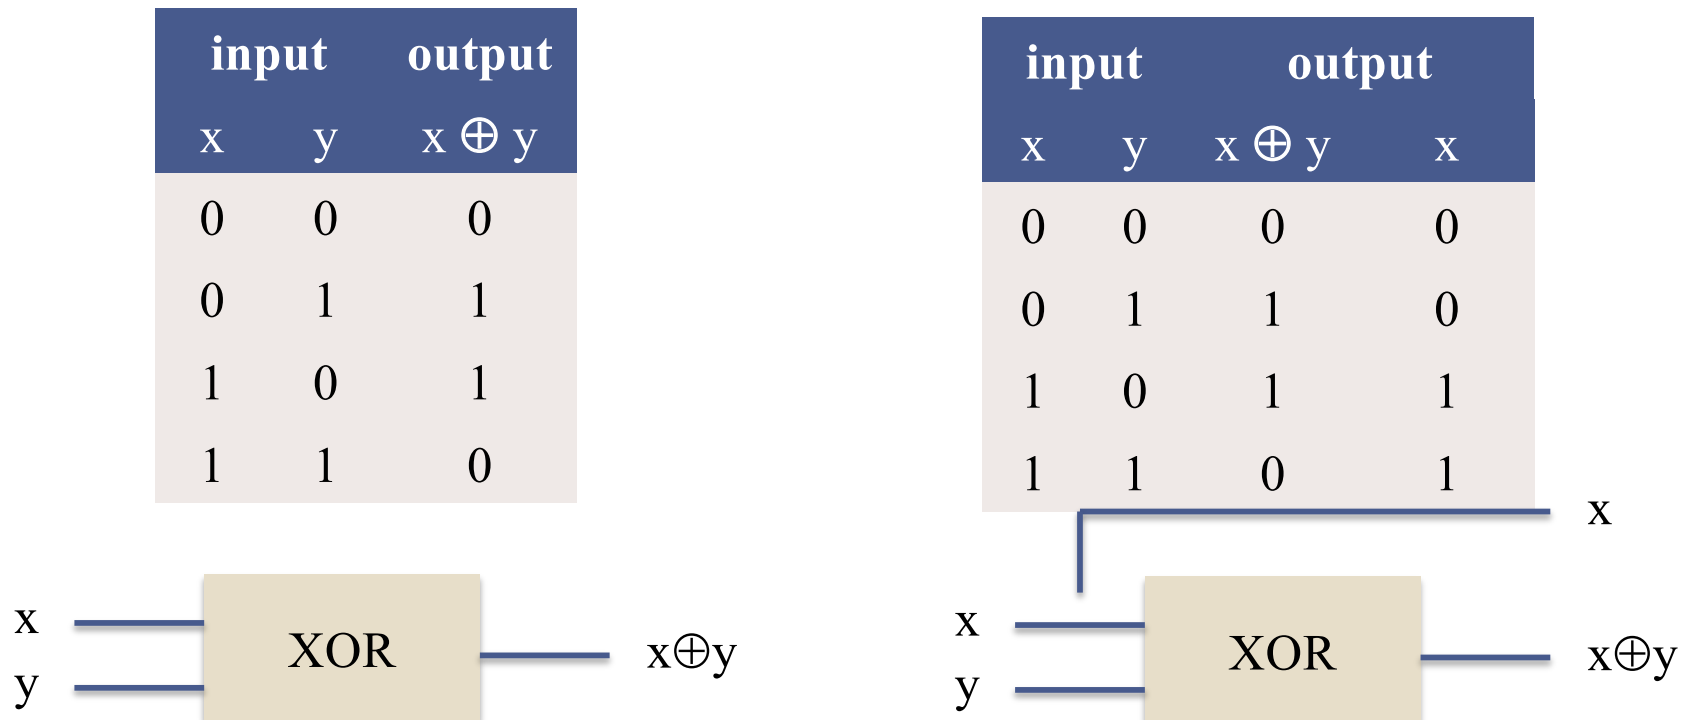 input output
x y x ⊕ y
0 0 0
0 1 1
1 0 1
1 1 0
x
y
XOR
x⊕y
input output
x y x ⊕ y x
0 0 0 0
0 1 1 0
1 0 1 1
1 1 0 1
x
x
y
XOR
x⊕y